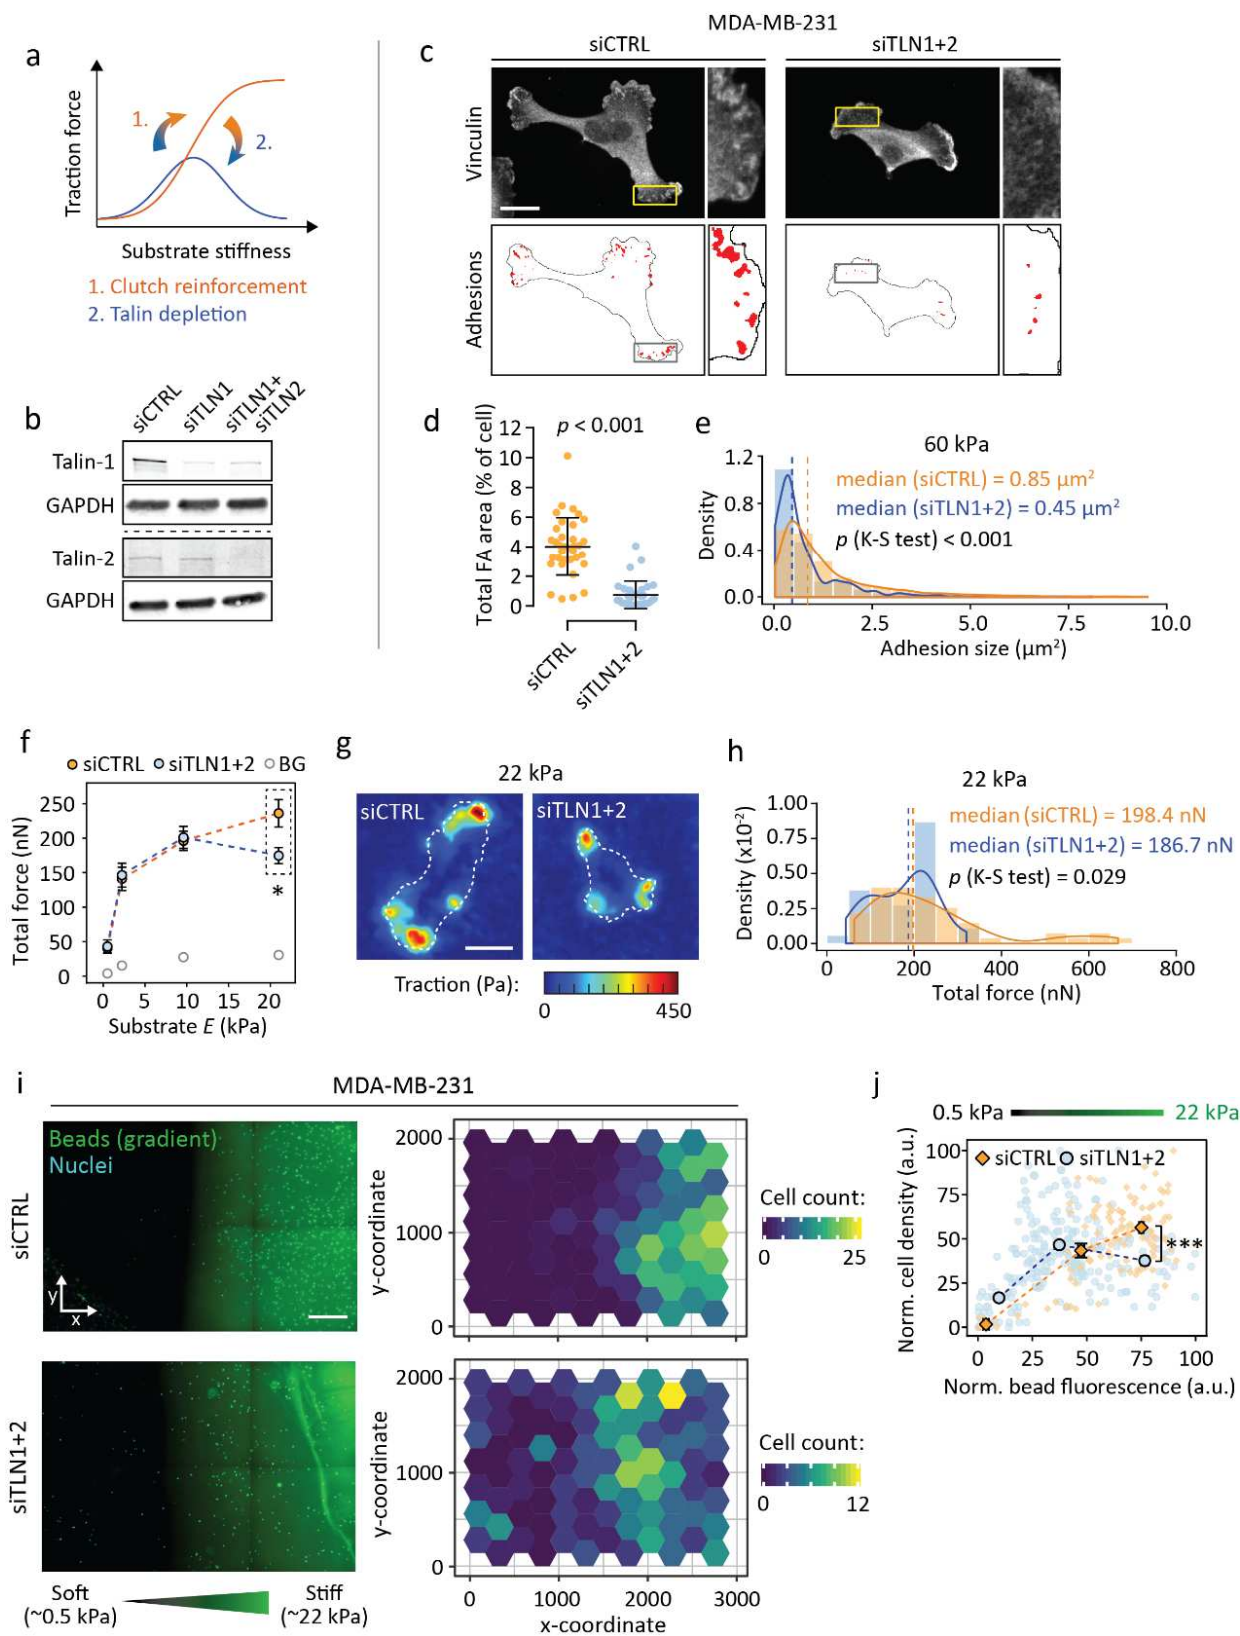 a
Traction force
1.
2.
Substrate stiffness
1. Clutch reinforcement
2. Talin depletion
b
siCTRL
siTLN1
siTLN1+
siTLN2
Talin-1
GAPDH
Talin-2
GAPDH
MDA-MB-231
c
siCTRL
siTLN1+2
Vinculin
Adhesions
d
Total FA area (% of cell)
p < 0.001
12
10
8
6
4
2
0
siCTRL
siTLN1+2
e
60 kPa
Density
1.2
0.8
0.4
0.0
median (siCTRL) = 0.85 µm²
median (siTLN1+2) = 0.45 µm²
p (K-S test) < 0.001
0.0 2.5 5.0 7.5 10.0
Adhesion size (µm²)
f
siCTRL siTLN1+2 BG
Total force (nN)
250
200
150
100
50
0
*
0 5 10 15 20
Substrate E (kPa)
g
22 kPa
siCTRL
siTLN1+2
Traction (Pa):
0 450
h
22 kPa
Density (x10⁻²)
1.00
0.75
0.50
0.25
0.00
median (siCTRL) = 198.4 nN
median (siTLN1+2) = 186.7 nN
p (K-S test) = 0.029
0 200 400 600 800
Total force (nN)
i
MDA-MB-231
siCTRL
Beads (gradient)
Nuclei
y
x
y-coordinate
2000
1000
0
Cell count:
0 25
siTLN1+2
y-coordinate
2000
1000
0
Cell count:
0 12
Soft
(~0.5 kPa)
Stiff
(~22 kPa)
0 1000 2000 3000
x-coordinate
j
0.5 kPa 22 kPa
Norm. cell density (a.u.)
100
75
50
25
0
siCTRL siTLN1+2
***
0 25 50 75 100
Norm. bead fluorescence (a.u.)